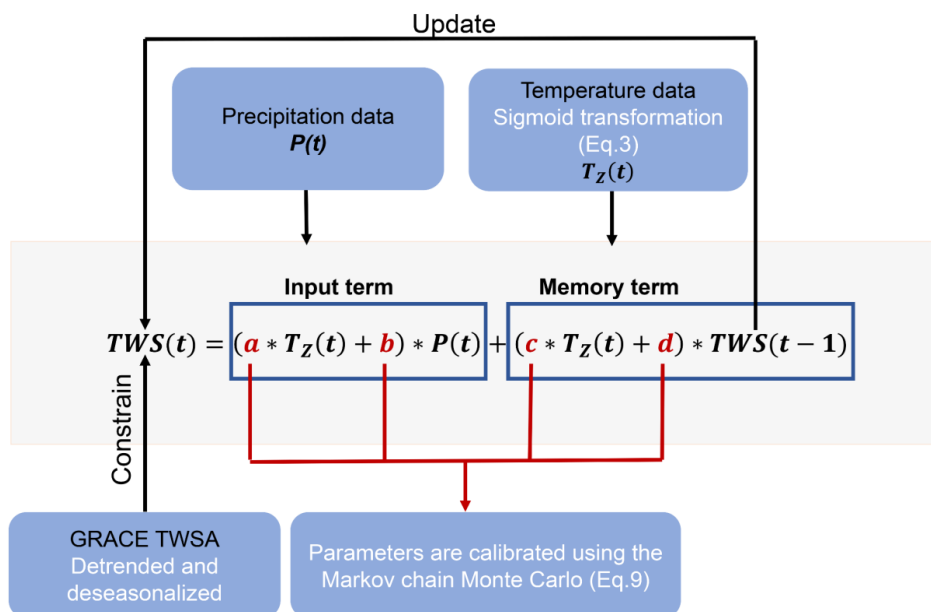 Update
Precipitation data
P(t)
Temperature data
Sigmoid transformation
(Eq.3)
T_Z(t)
Input term
Memory term
TWS(t) = (a * T_Z(t) + b) * P(t) + (c * T_Z(t) + d) * TWS(t − 1)
Constrain
GRACE TWSA
Detrended and
deseasonalized
Parameters are calibrated using the
Markov chain Monte Carlo (Eq.9)